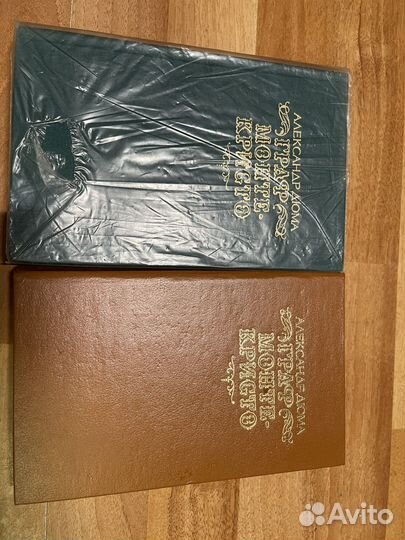 АЛЕКСАНДР ДЮМА
ГРАФ
МОНТЕ-
КРИСТО
АЛЕКСАНДР ДЮМА
ГРАФ
МОНТЕ-
КРИСТО
Avito